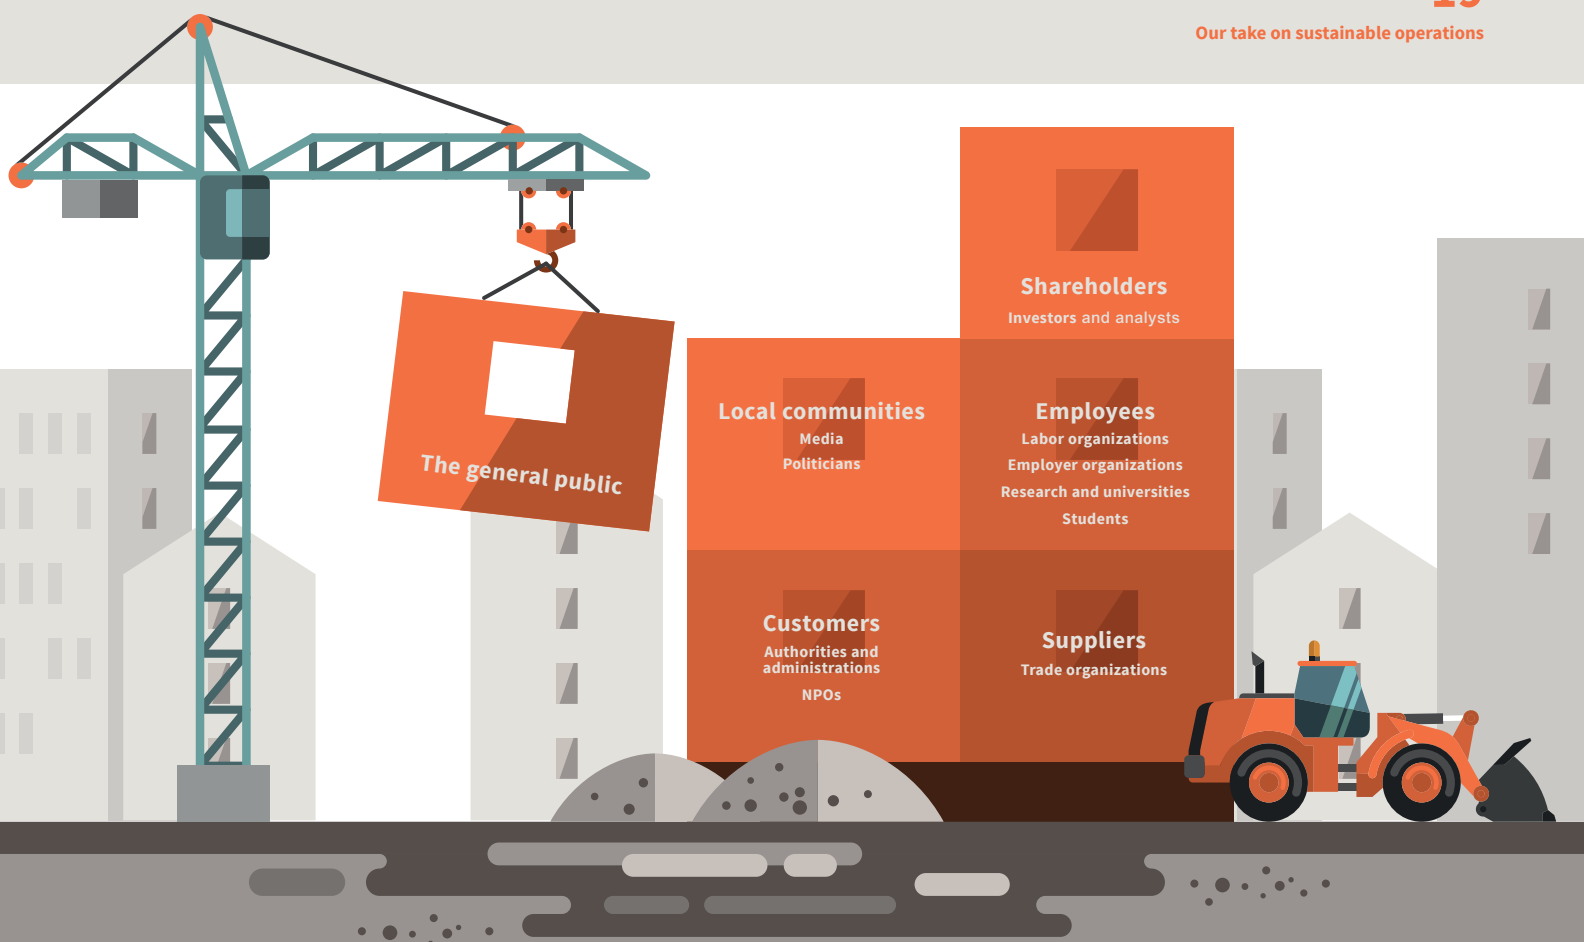 Our take on sustainable operations
Shareholders
Investors and analysts
Local communities
Media
Politicians
Employees
Labor organizations
Employer organizations
Research and universities
Students
The general public
Customers
Authorities and
administrations
NPOs
Suppliers
Trade organizations